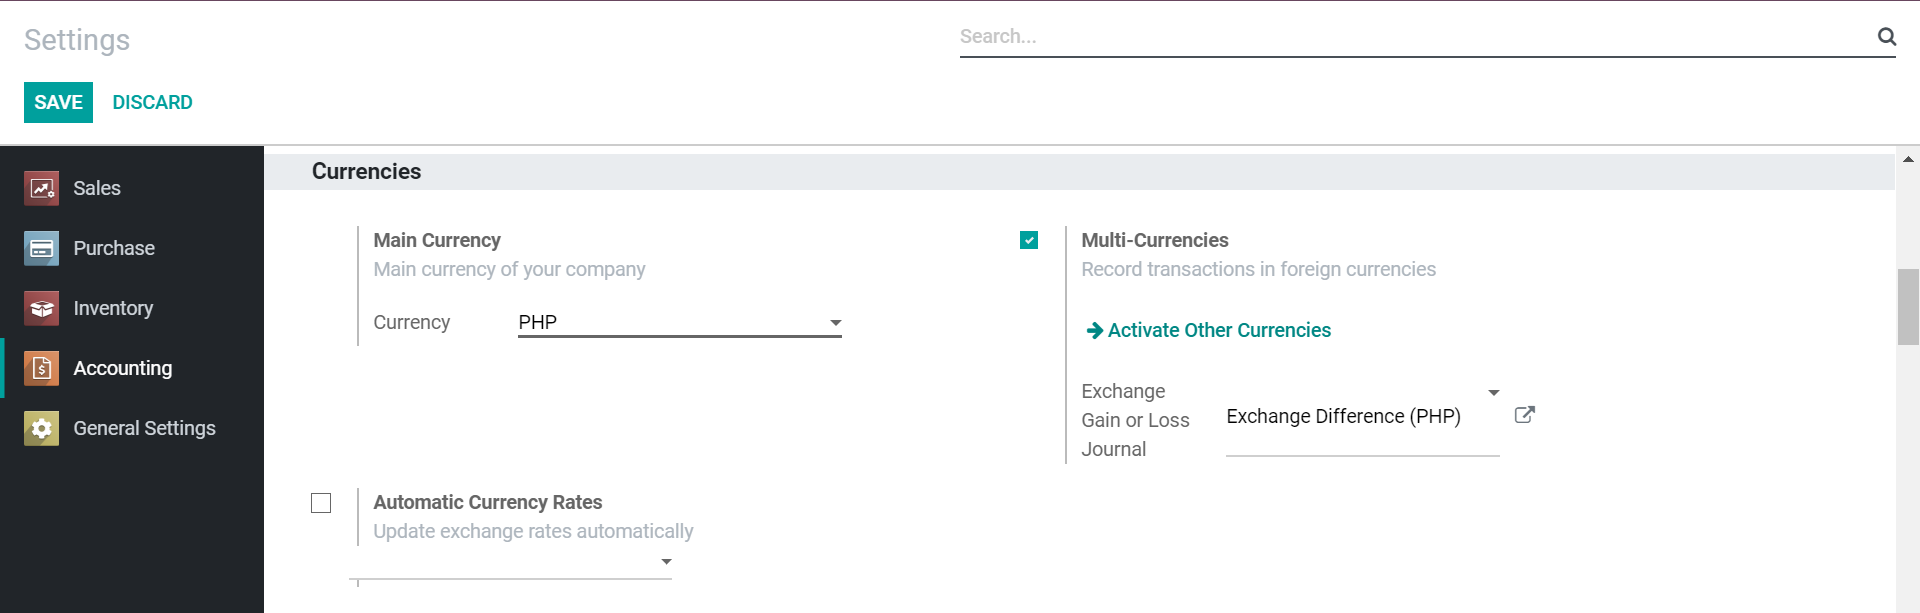 Settings
Search...
SAVE DISCARD
Sales
Purchase
Inventory
Accounting
General Settings
Currencies
Main Currency
Main currency of your company
Currency PHP
Multi-Currencies
Record transactions in foreign currencies
Activate Other Currencies
Exchange
Gain or Loss
Journal
Exchange Difference (PHP)
Automatic Currency Rates
Update exchange rates automatically